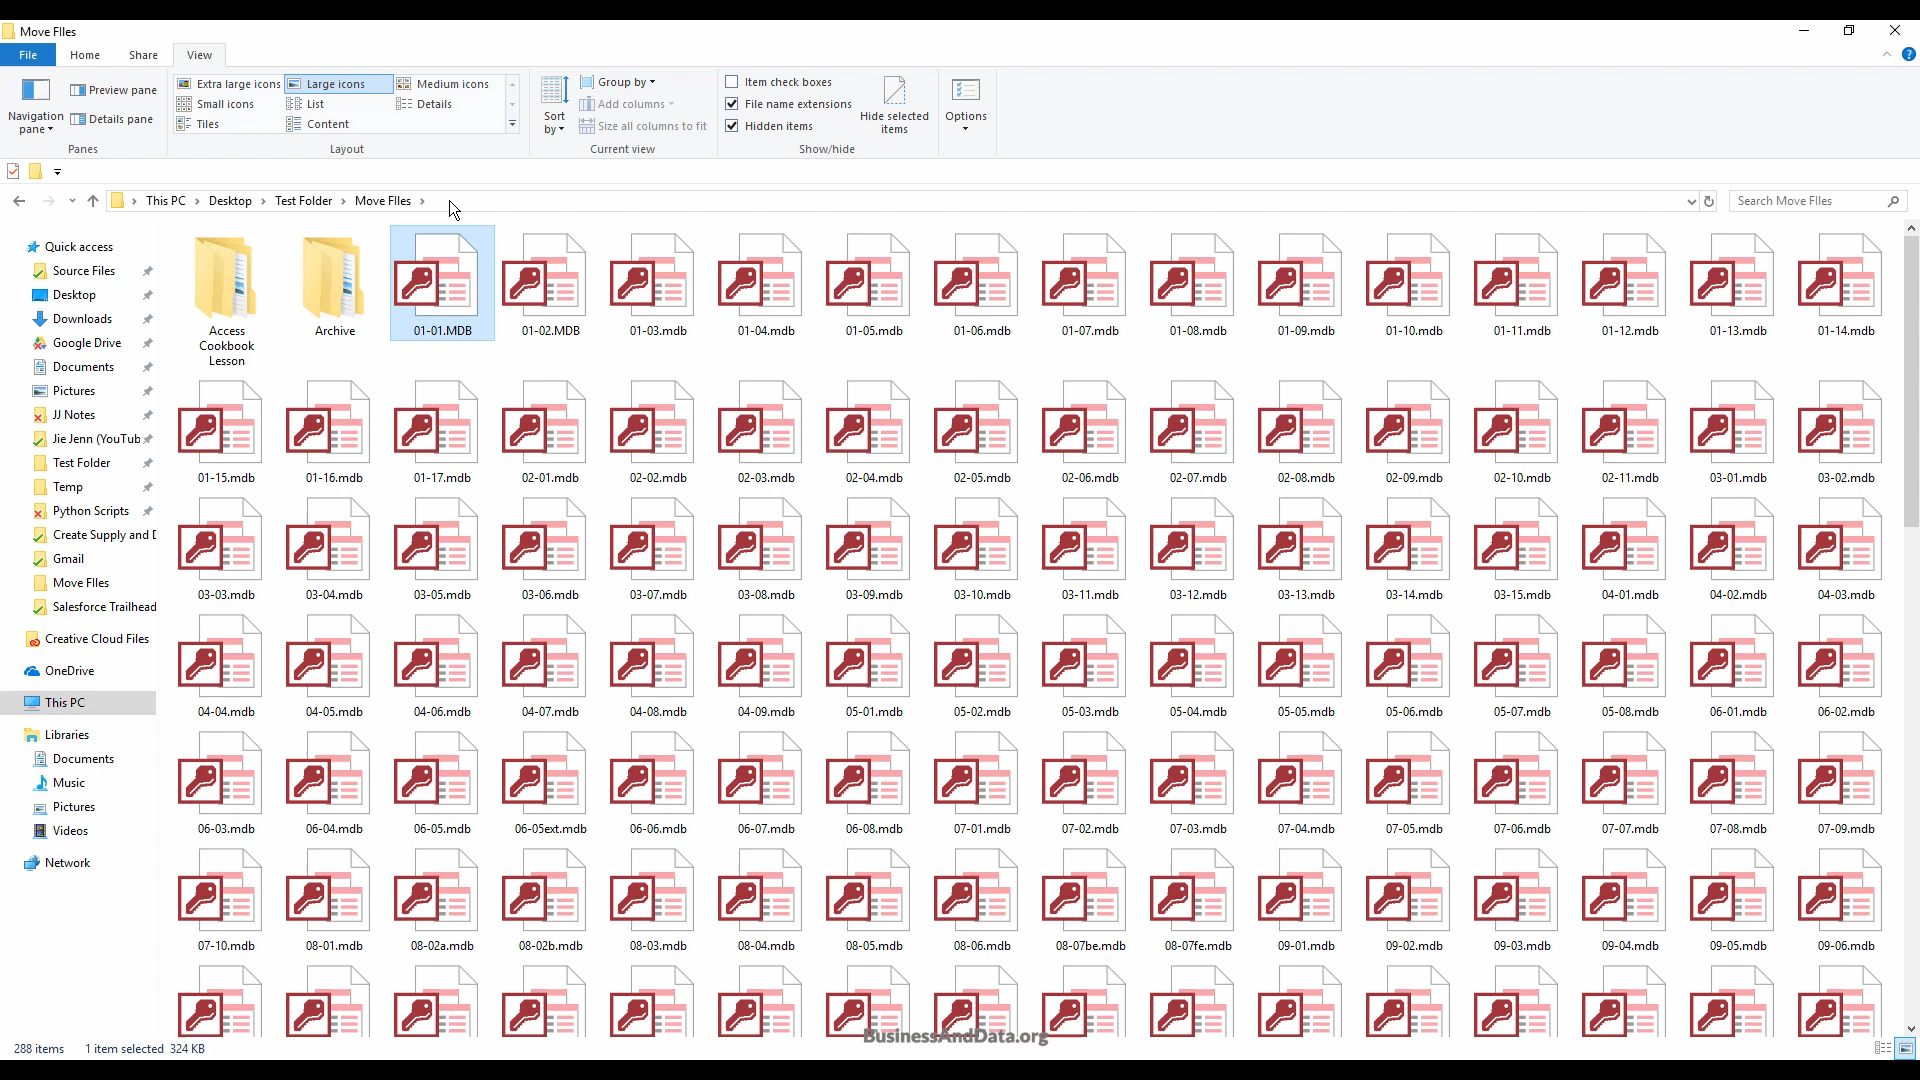 Move FIles
File Home Share View
Extra large icons Large icons Medium icons
Small icons List Details
Tiles Content
Navigation pane
Preview pane
Details pane
Panes
Layout
Sort by
Group by
Add columns
Size all columns to fit
Current view
Item check boxes
File name extensions
Hidden items
Hide selected items
Show/hide
Options
This PC Desktop Test Folder Move FIles
Search Move FIles
Quick access
Source Files
Desktop
Downloads
Google Drive
Documents
Pictures
JJ Notes
Jie Jenn (YouTub
Test Folder
Temp
Python Scripts
Create Supply and D
Gmail
Move FIles
Salesforce Trailhead
Creative Cloud Files
OneDrive
This PC
Libraries
Documents
Music
Pictures
Videos
Network
Access Cookbook Lesson
Archive
01-01.MDB 01-02.MDB 01-03.mdb 01-04.mdb 01-05.mdb 01-06.mdb 01-07.mdb 01-08.mdb 01-09.mdb 01-10.mdb 01-11.mdb 01-12.mdb 01-13.mdb 01-14.mdb
01-15.mdb 01-16.mdb 01-17.mdb 02-01.mdb 02-02.mdb 02-03.mdb 02-04.mdb 02-05.mdb 02-06.mdb 02-07.mdb 02-08.mdb 02-09.mdb 02-10.mdb 02-11.mdb 03-01.mdb 03-02.mdb
03-03.mdb 03-04.mdb 03-05.mdb 03-06.mdb 03-07.mdb 03-08.mdb 03-09.mdb 03-10.mdb 03-11.mdb 03-12.mdb 03-13.mdb 03-14.mdb 03-15.mdb 04-01.mdb 04-02.mdb 04-03.mdb
04-04.mdb 04-05.mdb 04-06.mdb 04-07.mdb 04-08.mdb 04-09.mdb 05-01.mdb 05-02.mdb 05-03.mdb 05-04.mdb 05-05.mdb 05-06.mdb 05-07.mdb 05-08.mdb 06-01.mdb 06-02.mdb
06-03.mdb 06-04.mdb 06-05.mdb 06-05ext.mdb 06-06.mdb 06-07.mdb 06-08.mdb 07-01.mdb 07-02.mdb 07-03.mdb 07-04.mdb 07-05.mdb 07-06.mdb 07-07.mdb 07-08.mdb 07-09.mdb
07-10.mdb 08-01.mdb 08-02a.mdb 08-02b.mdb 08-03.mdb 08-04.mdb 08-05.mdb 08-06.mdb 08-07be.mdb 08-07fe.mdb 09-01.mdb 09-02.mdb 09-03.mdb 09-04.mdb 09-05.mdb 09-06.mdb
BusinessAndData.org
288 items 1 item selected 324 KB